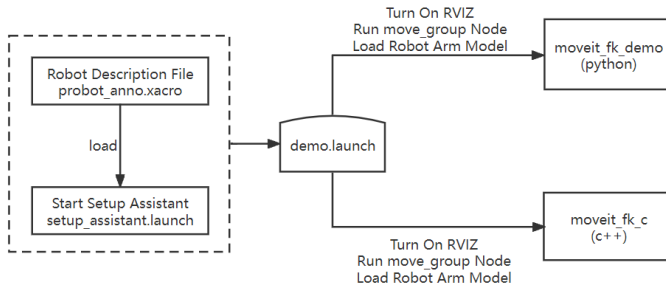 Robot Description File
probot_anno.xacro
load
Start Setup Assistant
setup_assistant.launch
demo.launch
Turn On RVIZ
Run move_group Node
Load Robot Arm Model
moveit_fk_demo
(python)
Turn On RVIZ
Run move_group Node
Load Robot Arm Model
moveit_fk_c
(c++)